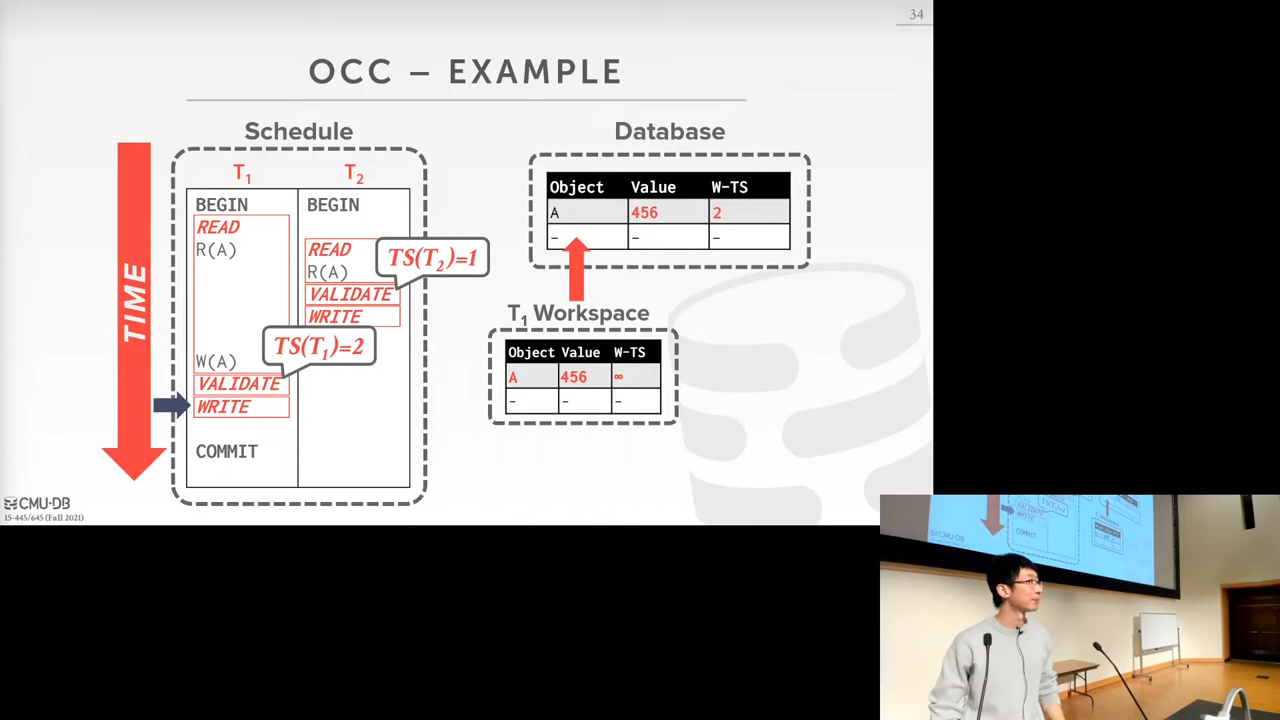 34
OCC – EXAMPLE
Schedule
Database
T1 T2
BEGIN BEGIN
READ
R(A)
READ
R(A)
VALIDATE
WRITE
TS(T2)=1
W(A)
TS(T1)=2
VALIDATE
WRITE
COMMIT
TIME
Object Value W-TS
A 456 2
– – –
T1 Workspace
Object Value W-TS
A 456 ∞
– – –
CMU·DB
15-445/645 (Fall 2021)